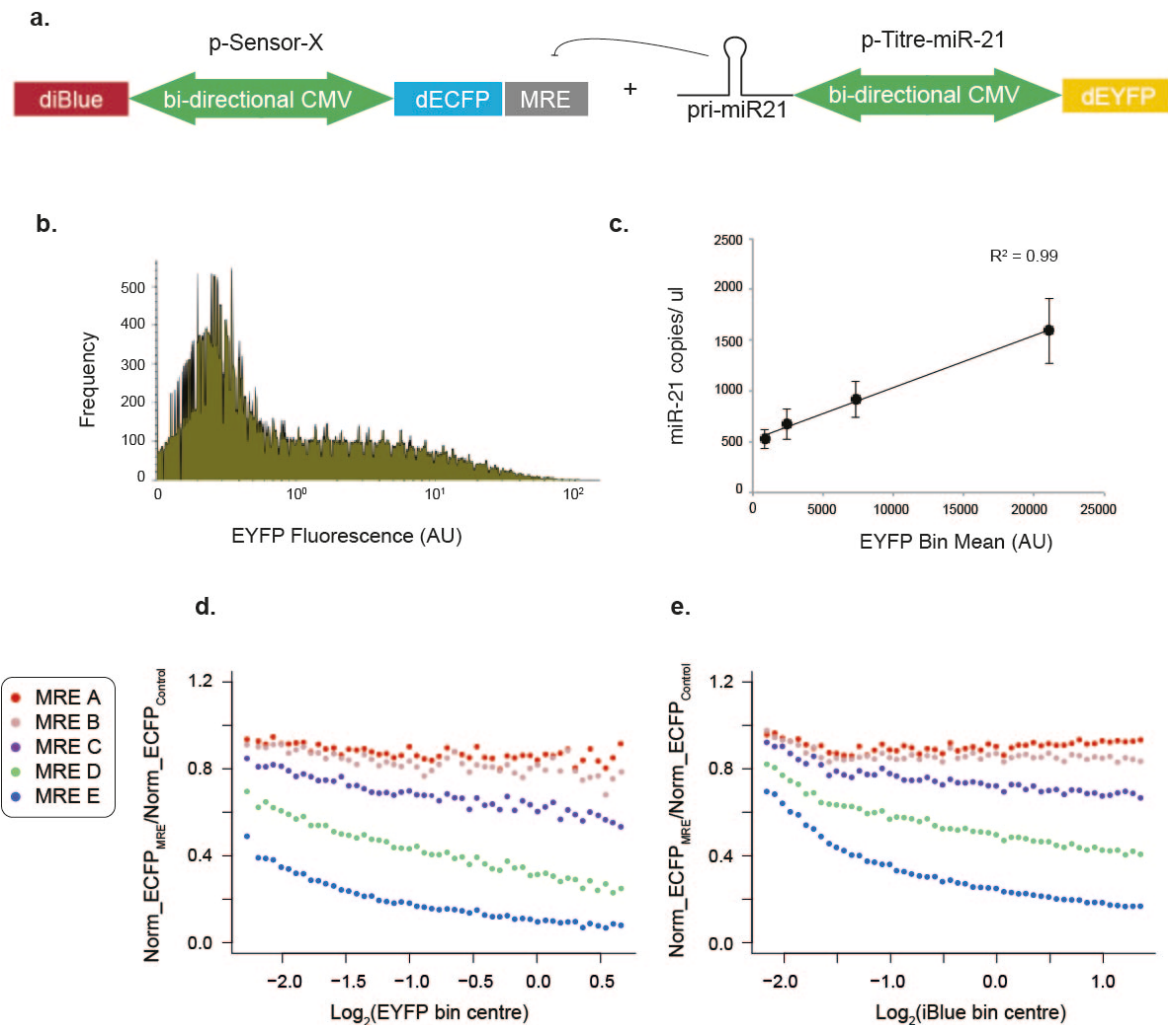 a.
p-Sensor-X
p-Titre-miR-21
diBlue
bi-directional CMV
dECFP
MRE
+
pri-miR21
bi-directional CMV
dEYFP
b.
Frequency
500
400
300
200
100
0
0
10⁰
10¹
10²
EYFP Fluorescence (AU)
c.
miR-21 copies/ ul
2500
2000
1500
1000
500
0
R² = 0.99
0
5000
10000
15000
20000
25000
EYFP Bin Mean (AU)
MRE A
MRE B
MRE C
MRE D
MRE E
d.
Norm_ECFP_MRE/Norm_ECFP_Control
1.2
0.8
0.4
0.0
−2.0
−1.5
−1.0
−0.5
0.0
0.5
Log₂(EYFP bin centre)
e.
Norm_ECFP_MRE/Norm_ECFP_Control
1.2
0.8
0.4
0.0
−2.0
−1.0
0.0
1.0
Log₂(iBlue bin centre)